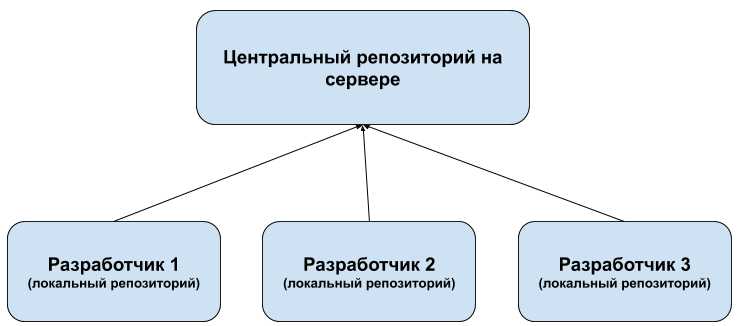 Центральный репозиторий на
сервере
Разработчик 1
(локальный репозиторий)
Разработчик 2
(локальный репозиторий)
Разработчик 3
(локальный репозиторий)